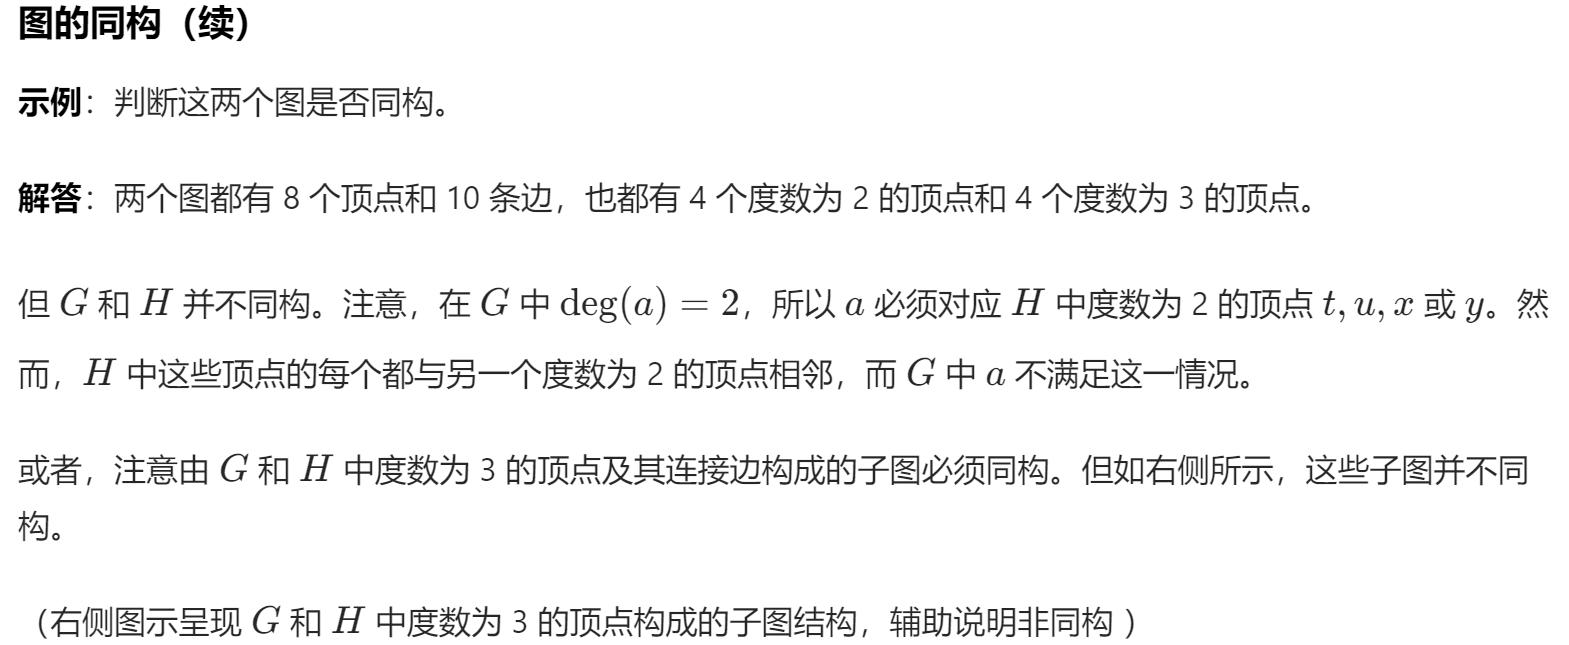 图的同构（续）
示例：判断这两个图是否同构。
解答：两个图都有 8 个顶点和 10 条边，也都有 4 个度数为 2 的顶点和 4 个度数为 3 的顶点。
但 G 和 H 并不同构。注意，在 G 中 deg(a) = 2，所以 a 必须对应 H 中度数为 2 的顶点 t, u, x 或 y。然
而，H 中这些顶点的每个都与另一个度数为 2 的顶点相邻，而 G 中 a 不满足这一情况。
或者，注意由 G 和 H 中度数为 3 的顶点及其连接边构成的子图必须同构。但如右侧所示，这些子图并不同
构。
（右侧图示呈现 G 和 H 中度数为 3 的顶点构成的子图结构，辅助说明非同构 ）